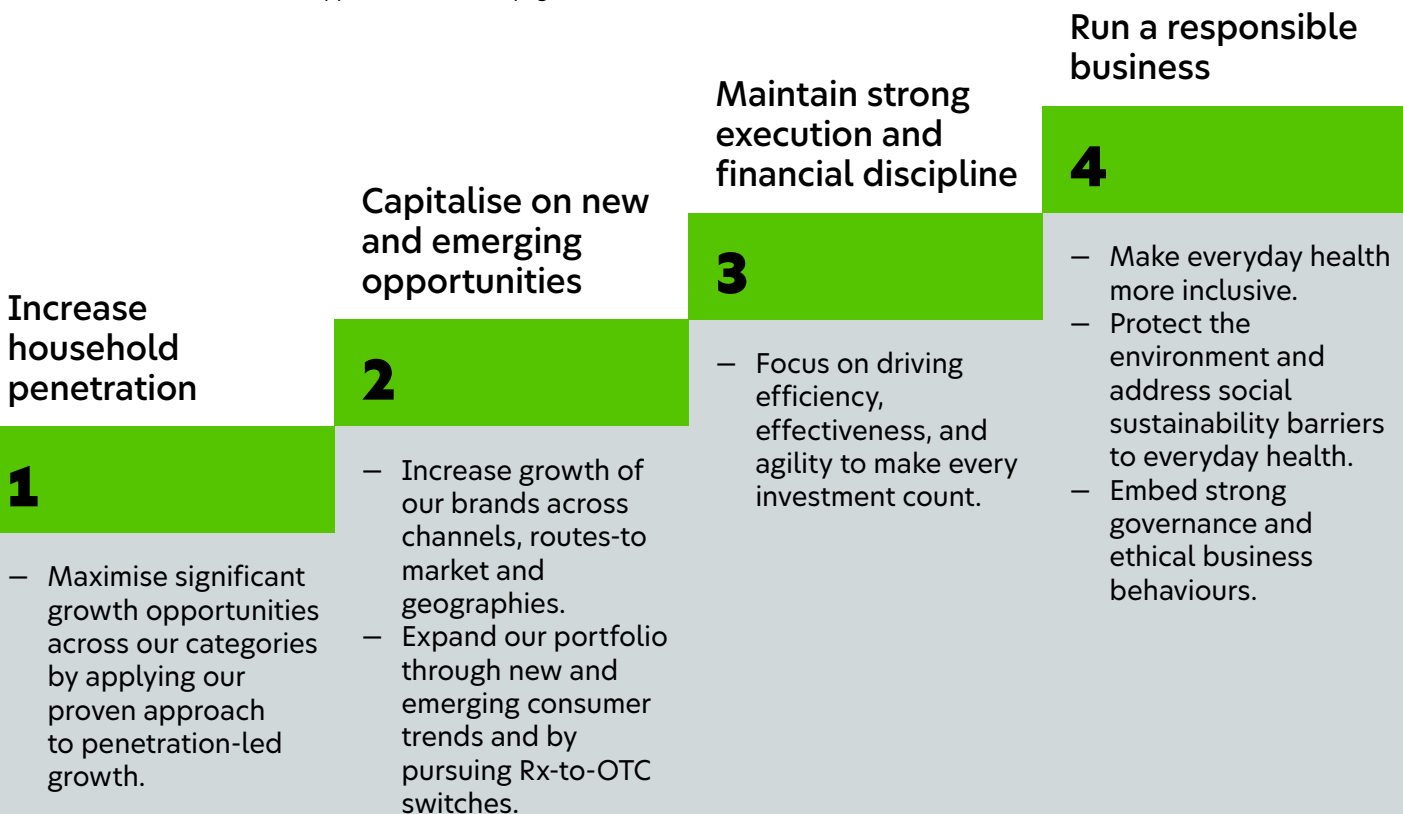 Increase
household
penetration
1
— Maximise significant
growth opportunities
across our categories
by applying our
proven approach
to penetration-led
growth.
Capitalise on new
and emerging
opportunities
2
— Increase growth of
our brands across
channels, routes-to
market and
geographies.
— Expand our portfolio
through new and
emerging consumer
trends and by
pursuing Rx-to-OTC
switches.
Maintain strong
execution and
financial discipline
3
— Focus on driving
efficiency,
effectiveness, and
agility to make every
investment count.
Run a responsible
business
4
— Make everyday health
more inclusive.
— Protect the
environment and
address social
sustainability barriers
to everyday health.
— Embed strong
governance and
ethical business
behaviours.